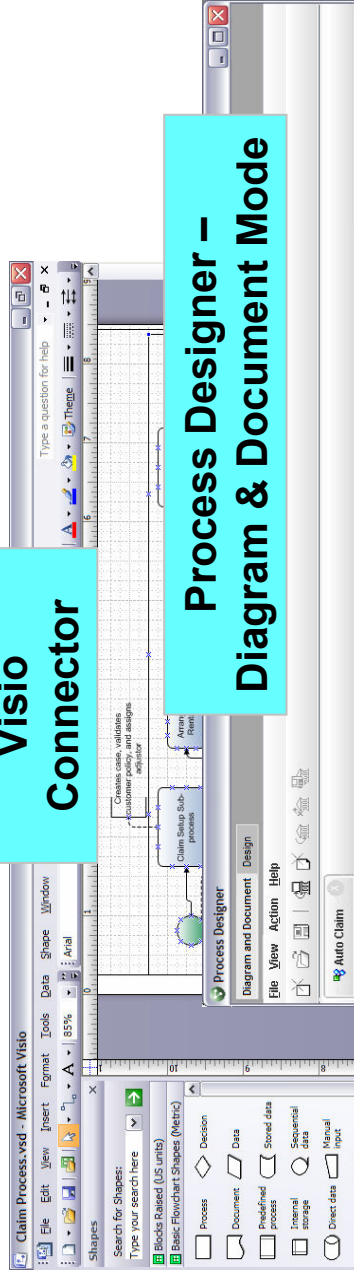 Claim Process.vsd - Microsoft Visio
File Edit View Insert Format Tools Data Shape Window
Type a question for help
85%
Arial
Theme
Visio
Connector
Shapes
Search for Shapes:
Type your search here
Blocks Raised (US units)
Basic Flowchart Shapes (Metric)
Process
Decision
Document
Data
Predefined
process
Stored data
Internal
storage
Sequential
data
Direct data
Manual
input
Creates case, validates
customer policy, and assigns
adjustor
Claim Setup Sub-
process
Process Designer –
Diagram & Document Mode
Process Designer
Diagram and Document Design
File View Action Help
Auto Claim